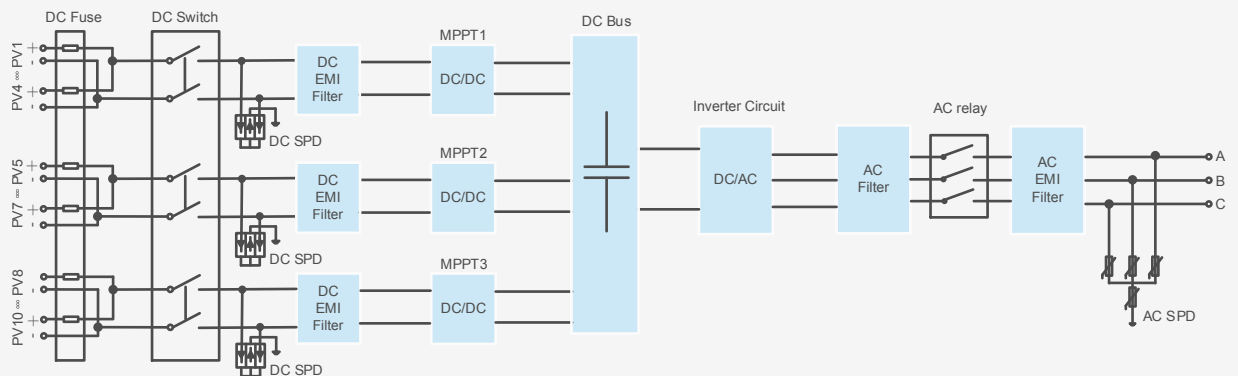 DC Fuse
DC Switch
DC Bus
MPPT1
PV4 ∞ PV1
+
-
+
-
DC
EMI
Filter
DC/DC
DC SPD
Inverter Circuit
AC relay
MPPT2
PV7 ∞ PV5
+
-
+
-
DC
EMI
Filter
DC/DC
DC SPD
DC/AC
AC
Filter
AC
EMI
Filter
A
B
C
MPPT3
PV10 ∞ PV8
+
-
+
-
DC
EMI
Filter
DC/DC
DC SPD
AC SPD